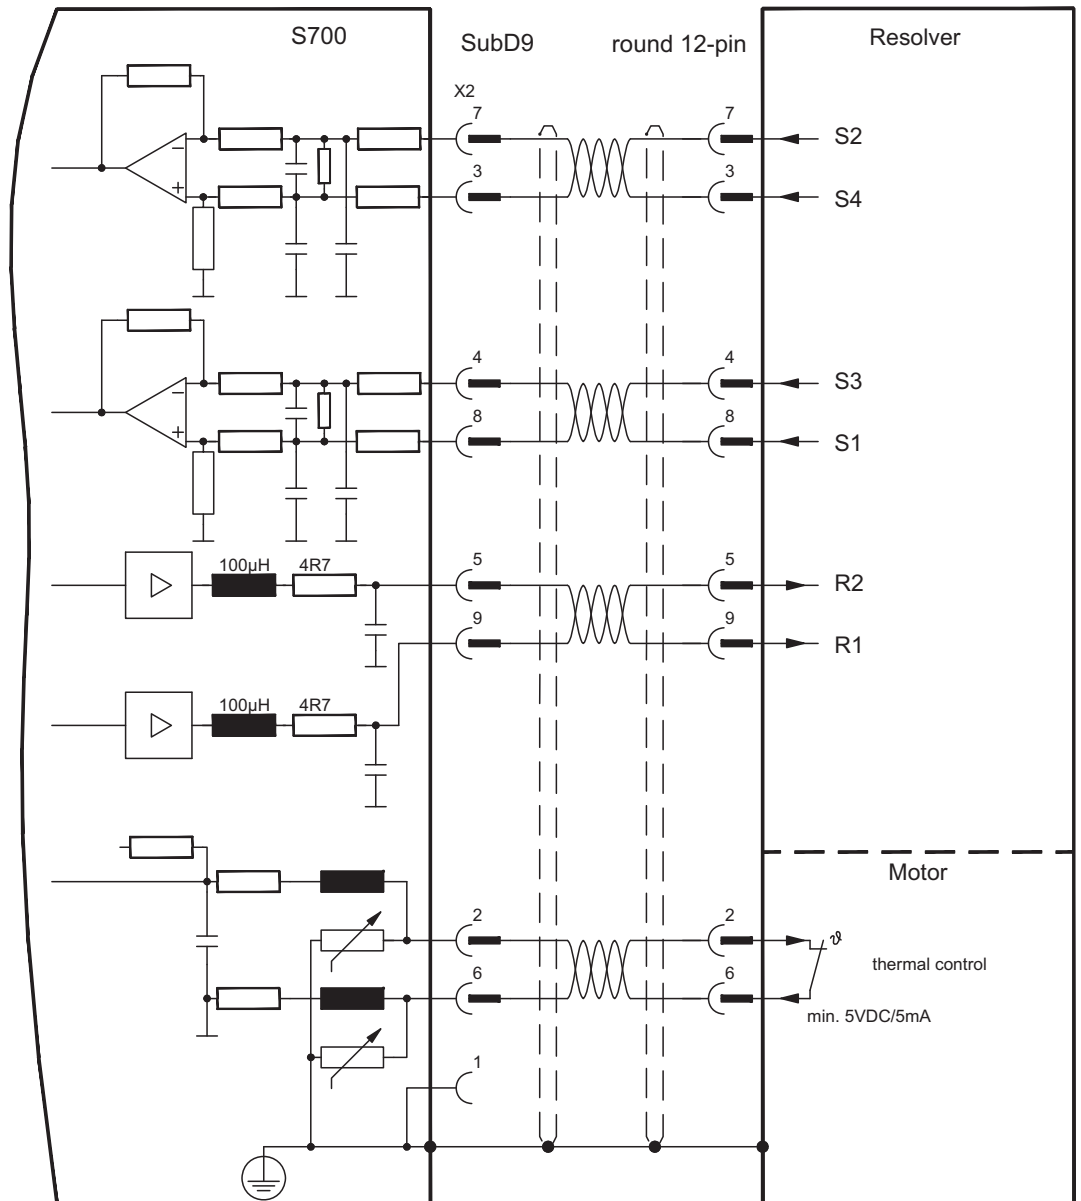 S700
SubD9
round 12-pin
Resolver
X2
7
7
S2
−
+
3
3
S4
4
4
S3
−
+
8
8
S1
100µH
4R7
5
5
R2
9
9
R1
100µH
4R7
Motor
2
2
ϑ
thermal control
6
6
min. 5VDC/5mA
1